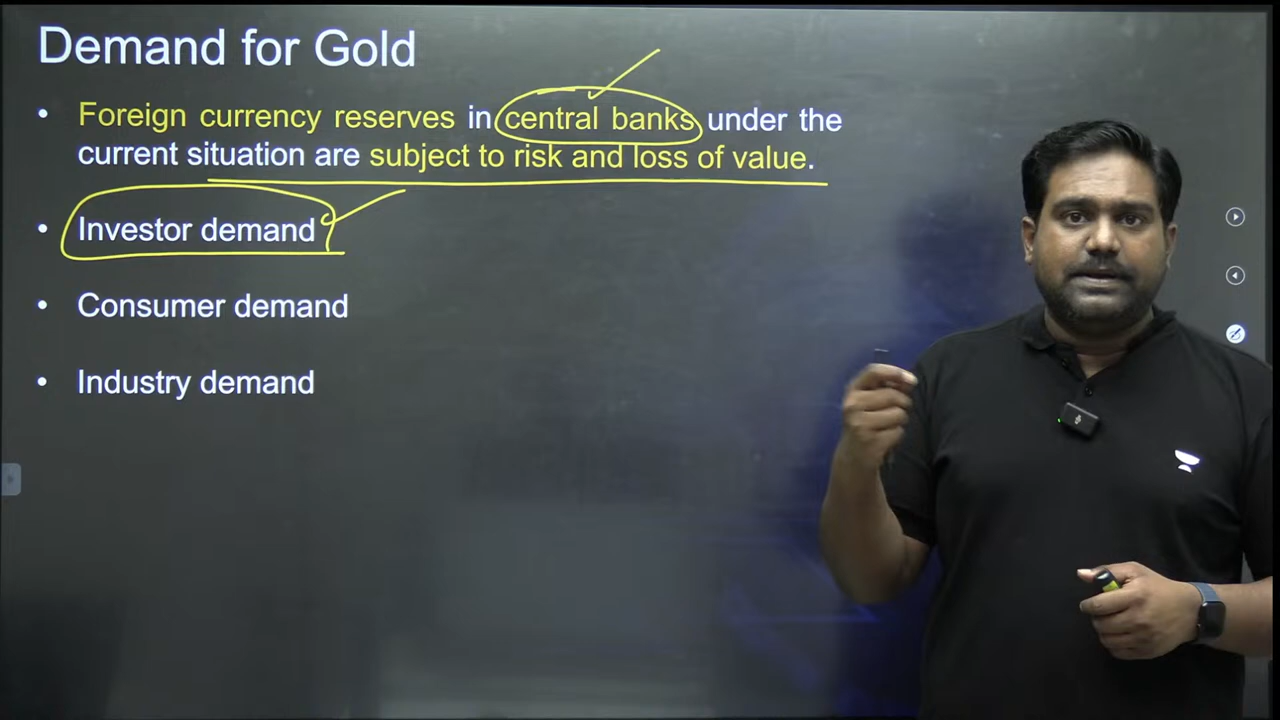 Demand for Gold
• Foreign currency reserves in central banks under the
current situation are subject to risk and loss of value.
• Investor demand
• Consumer demand
• Industry demand